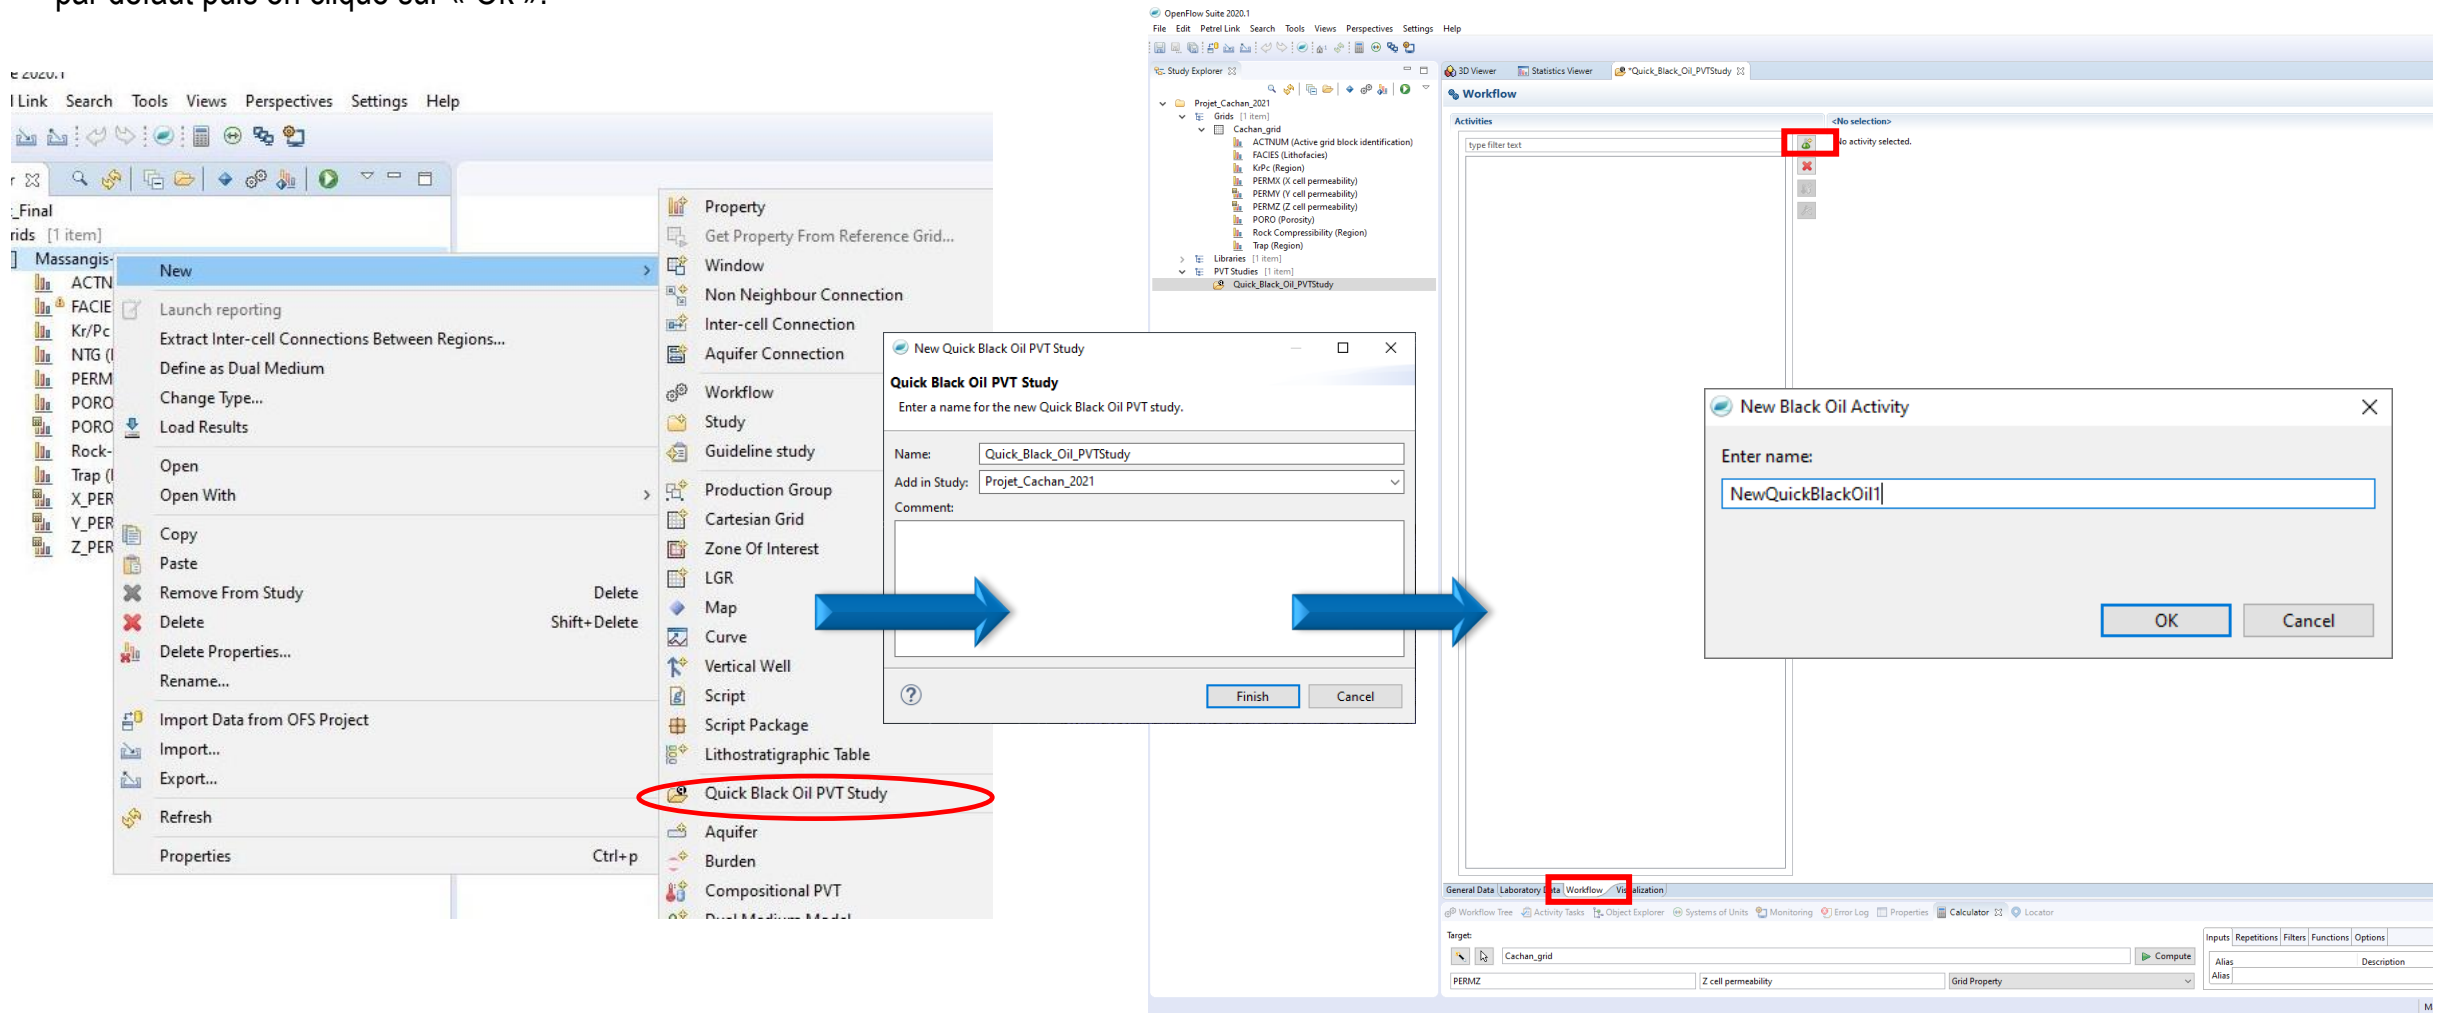 par défaut puis on clique sur « OK ».
e 2020.1
l Link Search Tools Views Perspectives Settings Help
_Final
rids [1 item]
Massangis-
ACTN
FACIE
Kr/Pc
NTG (
PERM
PORO
PORO
Rock-
Trap (
X_PER
Y_PER
Z_PER
New
Launch reporting
Extract Inter-cell Connections Between Regions...
Define as Dual Medium
Change Type...
Load Results
Open
Open With
Copy
Paste
Remove From Study Delete
Delete Shift+Delete
Delete Properties...
Rename...
Import Data from OFS Project
Import...
Export...
Refresh
Properties Ctrl+p
Property
Get Property From Reference Grid...
Window
Non Neighbour Connection
Inter-cell Connection
Aquifer Connection
Workflow
Study
Guideline study
Production Group
Cartesian Grid
Zone Of Interest
LGR
Map
Curve
Vertical Well
Script
Script Package
Lithostratigraphic Table
Quick Black Oil PVT Study
Aquifer
Burden
Compositional PVT
Dual Medium Model
New Quick Black Oil PVT Study
Quick Black Oil PVT Study
Enter a name for the new Quick Black Oil PVT study.
Name: Quick_Black_Oil_PVTStudy
Add in Study: Projet_Cachan_2021
Comment:
Finish Cancel
OpenFlow Suite 2020.1
File Edit Petrel Link Search Tools Views Perspectives Settings Help
Study Explorer
Projet_Cachan_2021
Grids [1 item]
Cachan_grid
ACTNUM (Active grid block identification)
FACIES (Lithofacies)
KrPc (Region)
PERMX (X cell permeability)
PERMY (Y cell permeability)
PERMZ (Z cell permeability)
PORO (Porosity)
Rock Compressibility (Region)
Trap (Region)
Libraries [1 item]
PVT Studies [1 item]
Quick_Black_Oil_PVTStudy
3D Viewer Statistics Viewer *Quick_Black_Oil_PVTStudy
Workflow
Activities <No selection>
type filter text
No activity selected.
New Black Oil Activity
Enter name:
NewQuickBlackOil1
OK Cancel
General Data Laboratory Data Workflow Visualization
Workflow Tree Activity Tasks Object Explorer Systems of Units Monitoring Error Log Properties Calculator Locator
Target:
Cachan_grid Compute
PERMZ Z cell permeability Grid Property
Inputs Repetitions Filters Functions Options
Alias Description
Alias
M